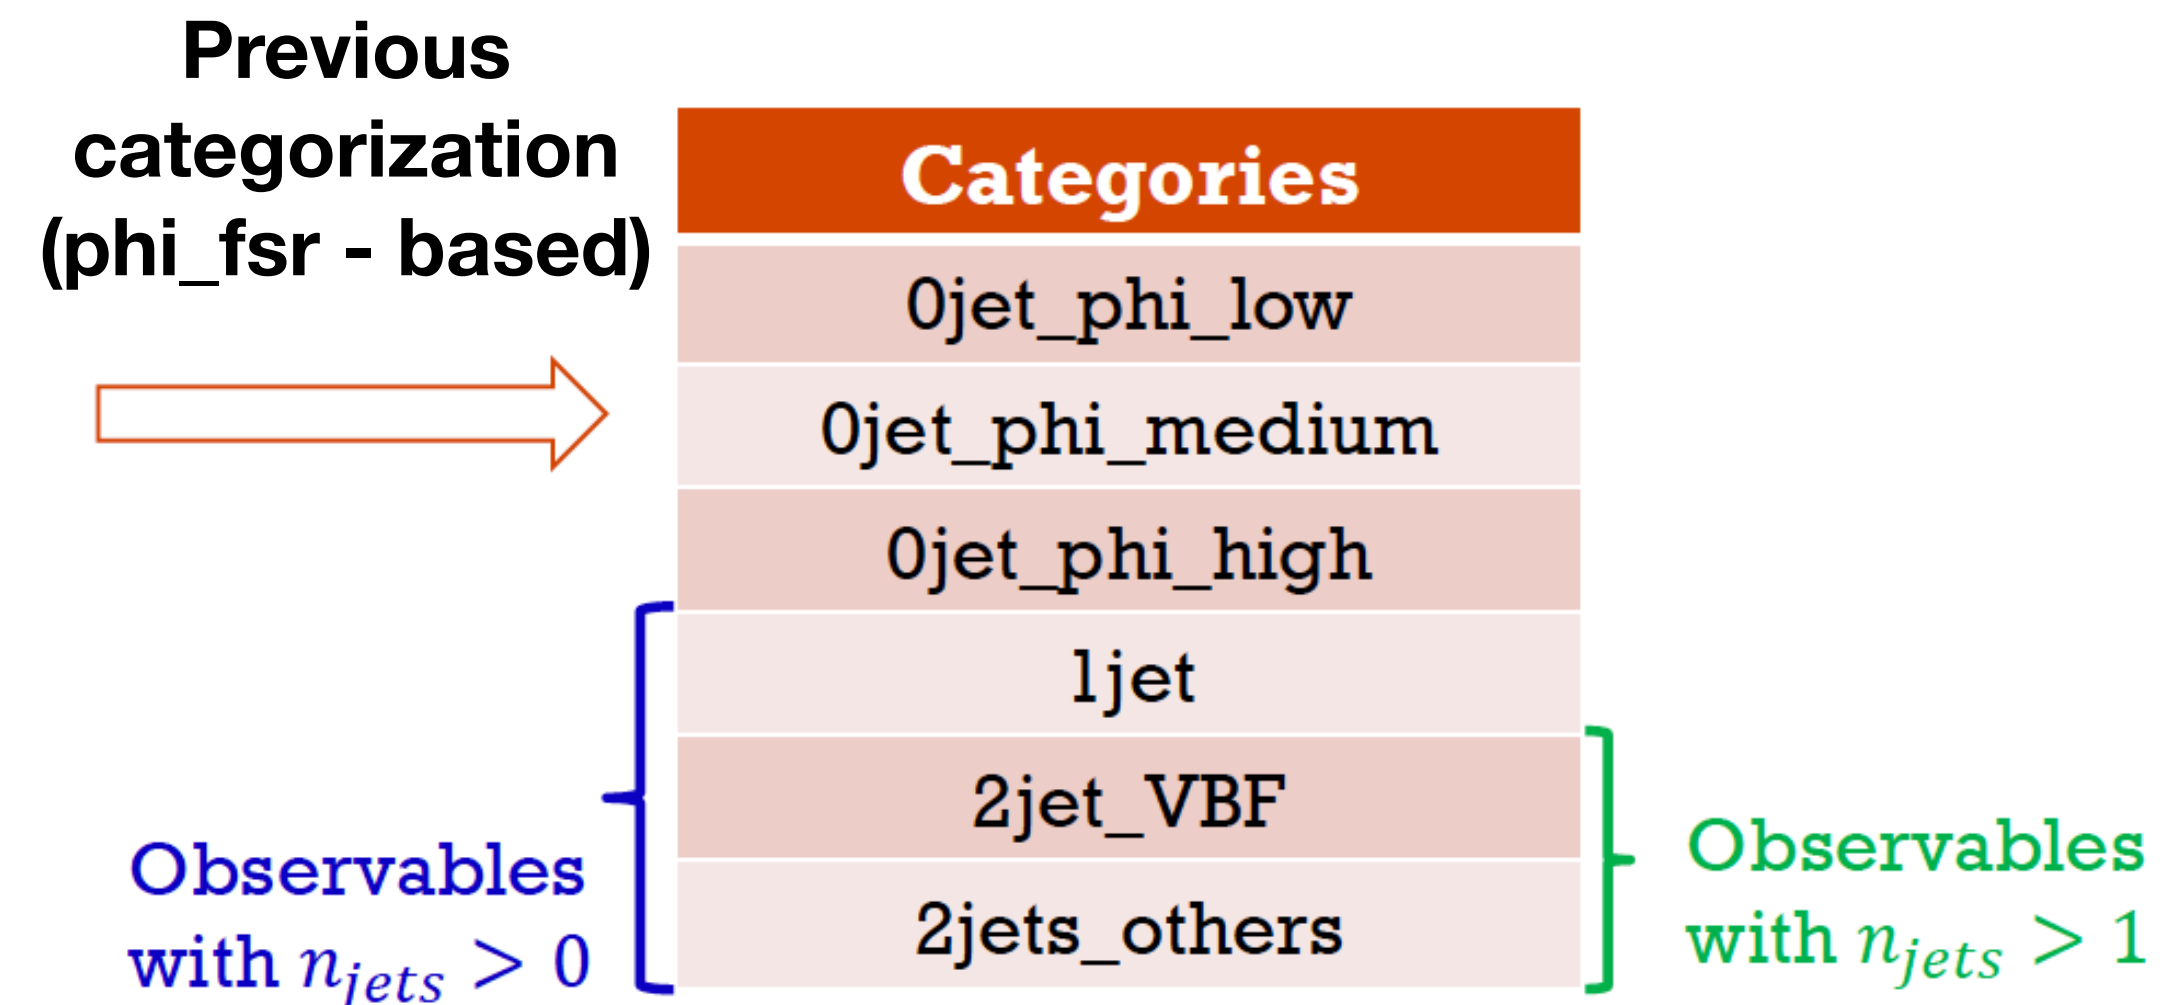 Previous
categorization
(phi_fsr - based)
Categories
0jet_phi_low
0jet_phi_medium
0jet_phi_high
1jet
2jet_VBF
2jets_others
Observables
with n_jets > 0
Observables
with n_jets > 1